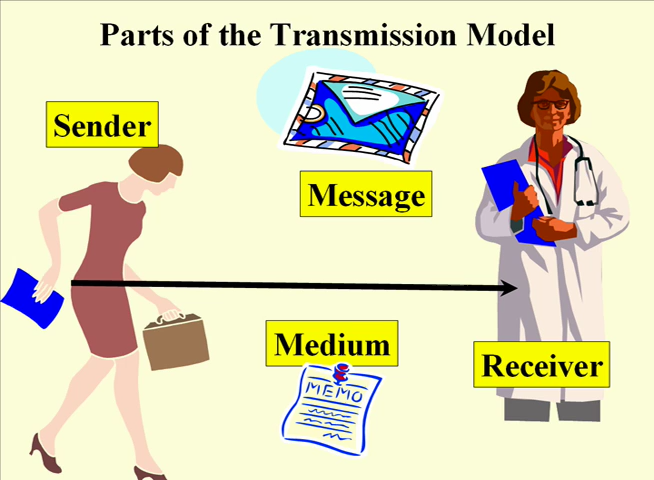 Parts of the Transmission Model
Sender
Message
Medium
MEMO
Receiver